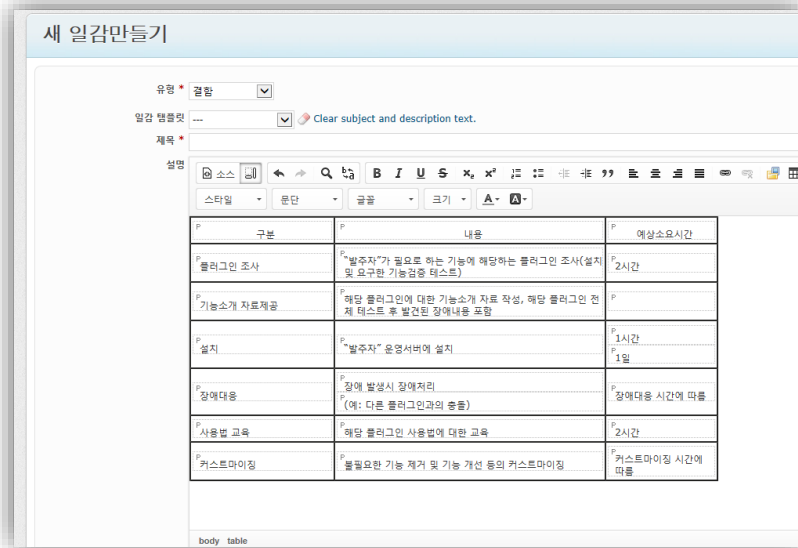 새 일감만들기
유형 *
결함
일감 탬플릿
---
Clear subject and description text.
제목 *
설명
소스
B I U S x₂ x²
스타일 문단 글꼴 크기 A A
P 구분 P 내용 P 예상소요시간
P 플러그인 조사
P "발주자"가 필요로 하는 기능에 해당하는 플러그인 조사(설치
및 요구한 기능검증 테스트)
P 2시간
P 기능소개 자료제공
P 해당 플러그인에 대한 기능소개 자료 작성, 해당 플러그인 전
체 테스트 후 발견된 장애내용 포함
P
P 설치
P "발주자" 운영서버에 설치
P 1시간
P 1일
P 장애대응
P 장애 발생시 장애처리
P (예: 다른 플러그인과의 충돌)
P 장애대응 시간에 따름
P 사용법 교육
P 해당 플러그인 사용법에 대한 교육
P 2시간
P 커스트마이징
P 불필요한 기능 제거 및 기능 개선 등의 커스트마이징
P 커스트마이징 시간에
따름
body table